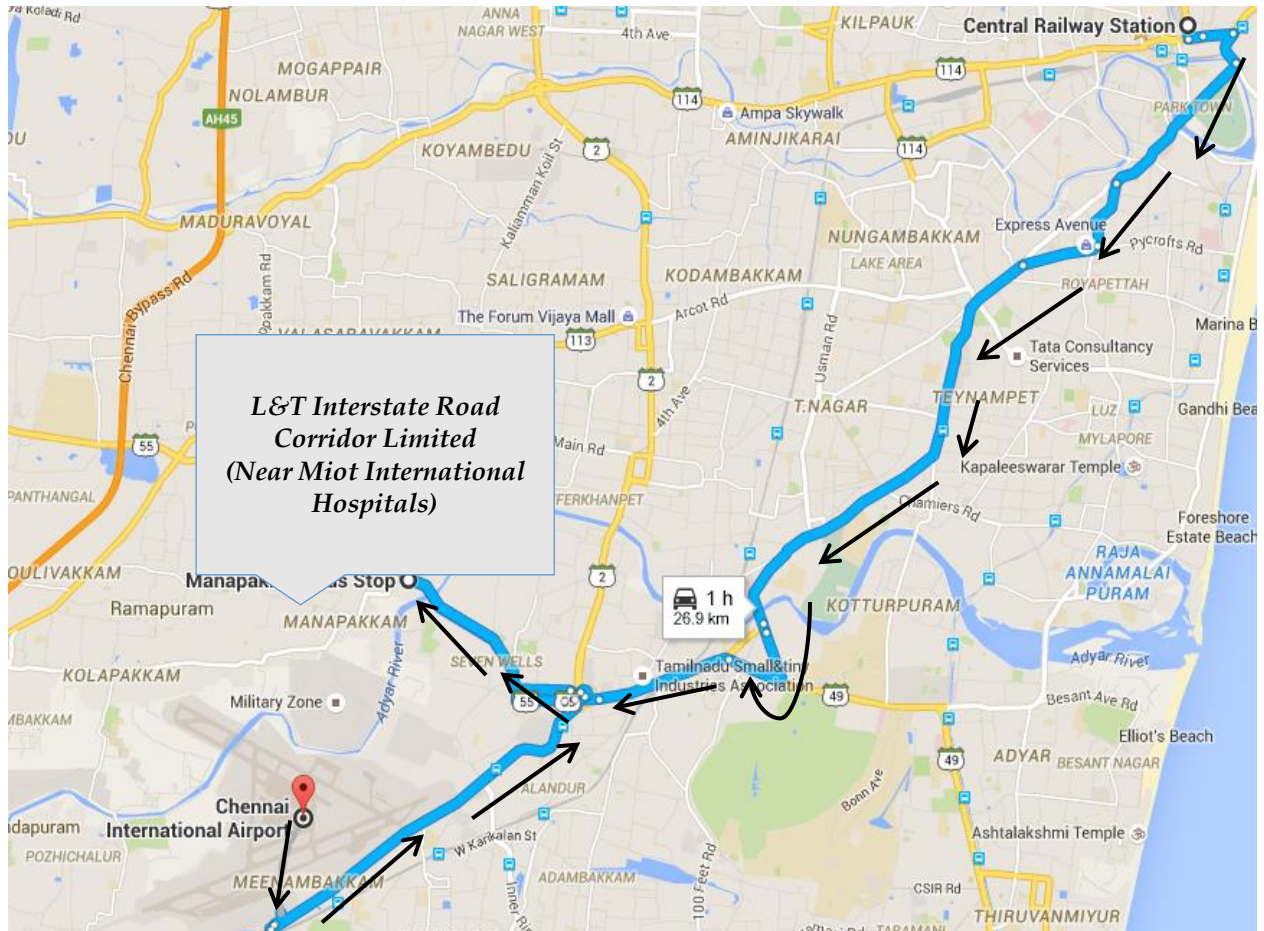 ya Koladi Rd
ANNA
NAGAR WEST
4th Ave
KILPAUK
Central Railway Station
MOGAPPAIR
NOLAMBUR
114
PARK TOWN
AH45
114
Ampa Skywalk
AMINJIKARAI
114
KOYAMBEDU
2
Kaliamman Koil St
MADURAVOYAL
Express Avenue
Pycrofts Rd
NUNGAMBAKKAM
LAKE AREA
ROYAPETTAH
SALIGRAMAM
KODAMBAKKAM
Chennai Bypass Rd
Arcot Rd
The Forum Vijaya Mall
113
VALASARAVAKKAM
Usman Rd
Marina B
Tata Consultancy
Services
2
4th Ave
T.NAGAR
TEYNAMPET
LUZ
Gandhi Bea
MYLAPORE
L&T Interstate Road
Corridor Limited
(Near Miot International
Hospitals)
55
Main Rd
Kapaleeswarar Temple
PANTHANGAL
FFERKHANPET
Chamiers Rd
Foreshore
Estate Beach
OULIVAKKAM
RAJA
ANNAMALAI
PURAM
Stop
2
1 h
26.9 km
Ramapuram
MANAPAKKAM
KOTTURPURAM
KOLAPAKKAM
SEVEN WELLS
Adyar River
Adyar River
Tamilnadu Small&tiny
Industries Association
Military Zone
55
49
Besant Ave Rd
MBAKKAM
Elliot's Beach
ADYAR
BESANT NAGAR
49
ALANDUR
Bonn Ave
Chennai
International Airport
ndapuram
POZHICHALUR
W Karikalan St
Ashtalakshmi Temple
MEENAMBAKKAM
ADAMBAKKAM
100 Feet Rd
CSIR Rd
THIRUVANMIYUR